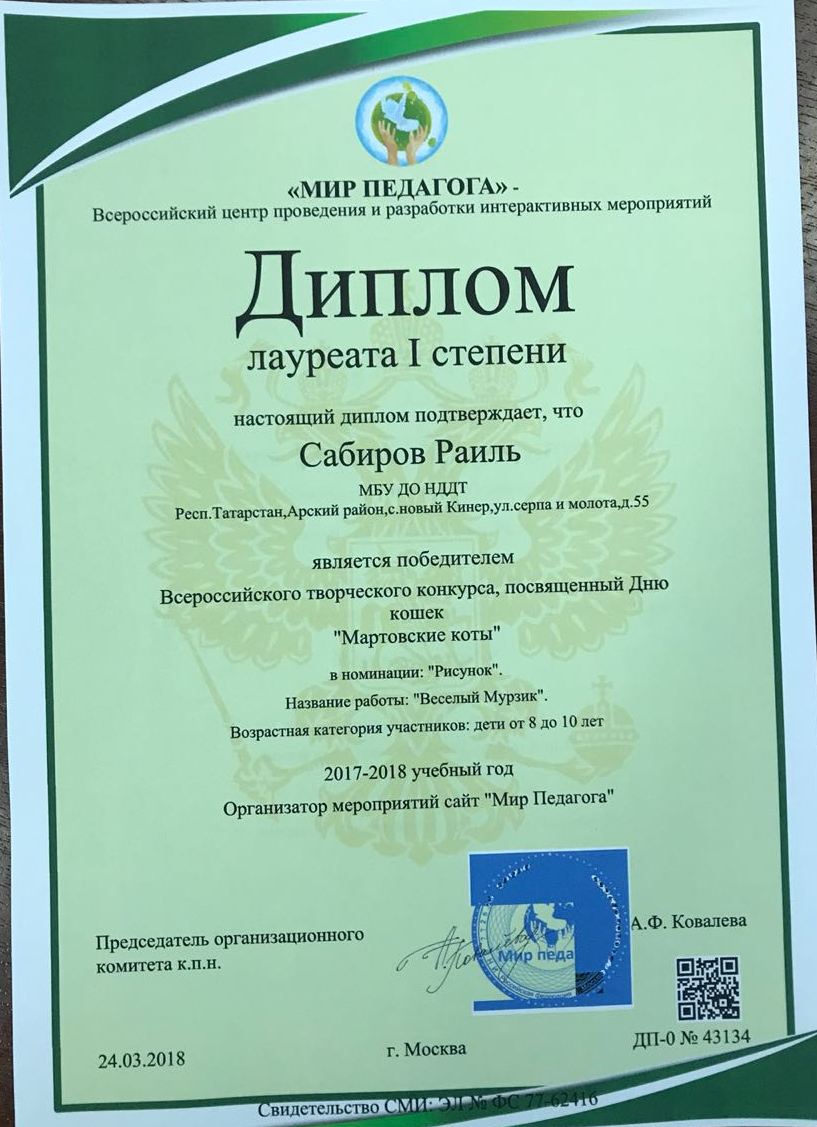 «МИР ПЕДАГОГА» -
Всероссийский центр проведения и разработки интерактивных мероприятий
Диплом
лауреата I степени
настоящий диплом подтверждает, что
Сабиров Раиль
МБУ ДО НДДТ
Респ.Татарстан,Арский район,с.новый Кинер,ул.серпа и молота,д.55
является победителем
Всероссийского творческого конкурса, посвященный Дню
кошек
"Мартовские коты"
в номинации: "Рисунок".
Название работы: "Веселый Мурзик".
Возрастная категория участников: дети от 8 до 10 лет
2017-2018 учебный год
Организатор мероприятий сайт "Мир Педагога"
Председатель организационного
комитета к.п.н.
А.Ф. Ковалева
Мир педа
24.03.2018
г. Москва
ДП-0 № 43134
Свидетельство СМИ: ЭЛ № ФС 77-62416